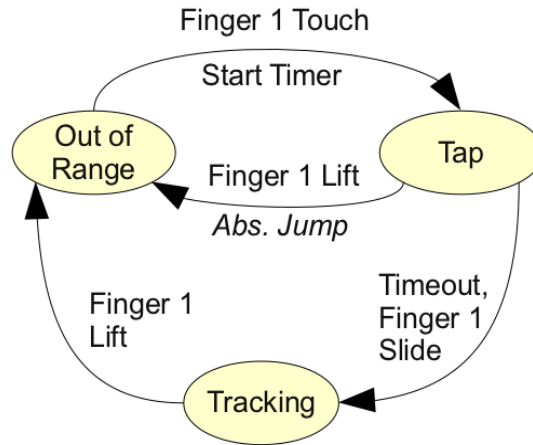 Finger 1 Touch
Start Timer
Out of
Range
Tap
Finger 1 Lift
Abs. Jump
Timeout,
Finger 1
Slide
Finger 1
Lift
Tracking